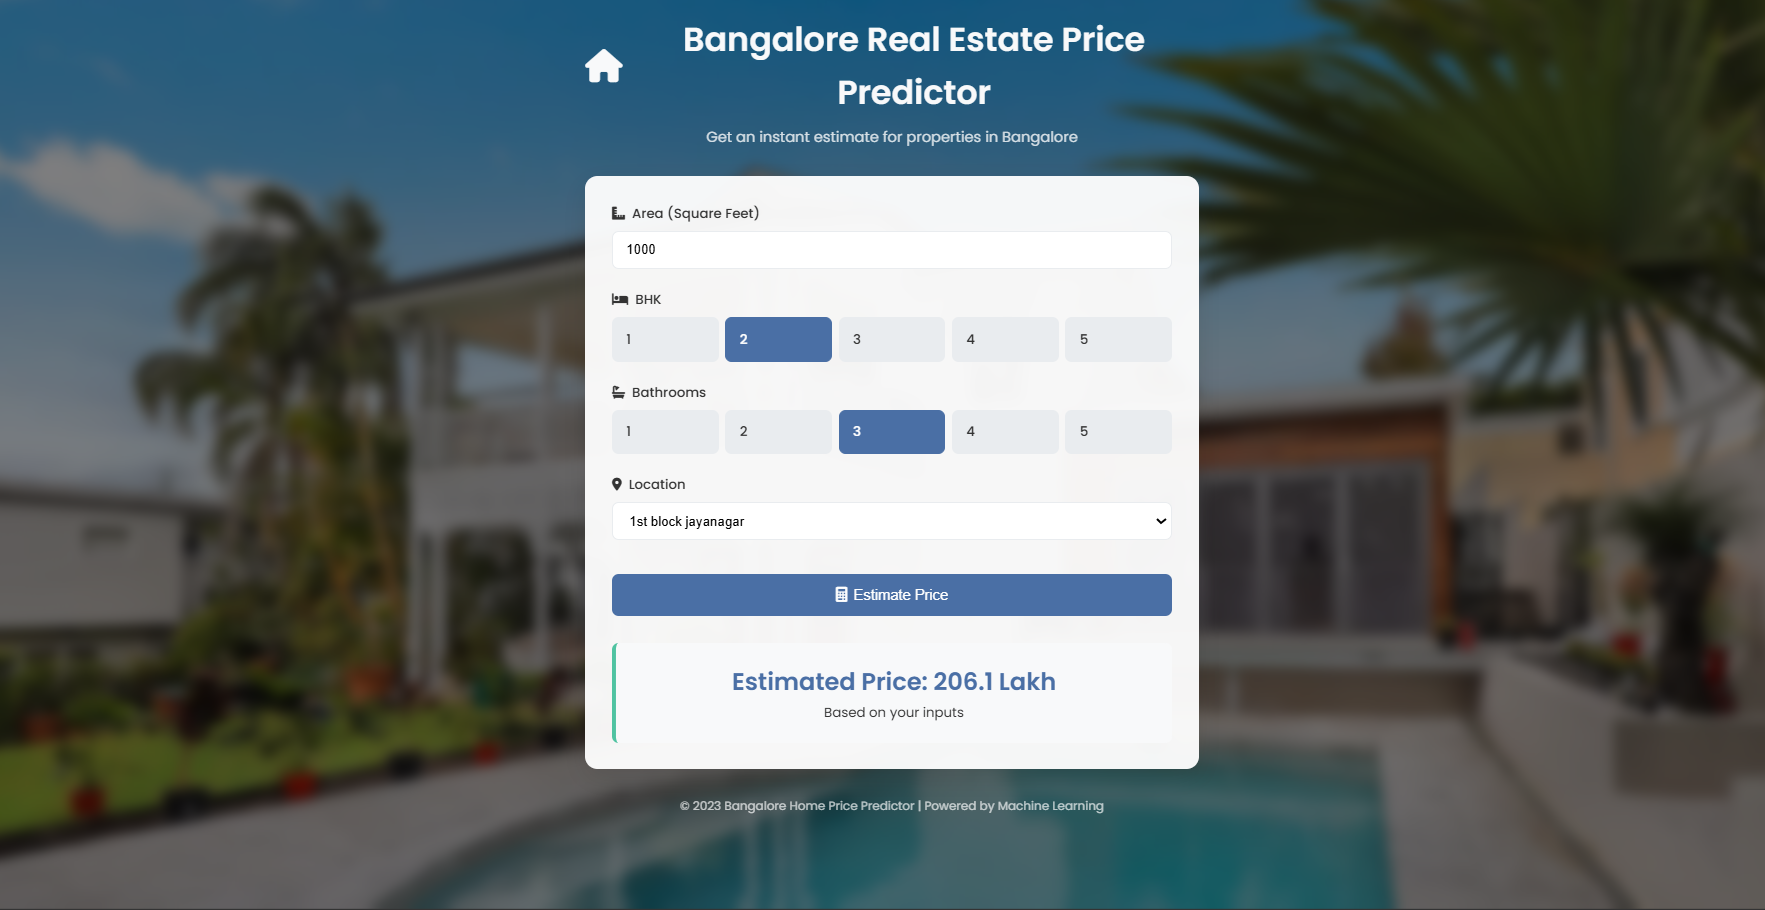 Bangalore Real Estate Price
Predictor
Get an instant estimate for properties in Bangalore
Area (Square Feet)
1000
BHK
1 2 3 4 5
Bathrooms
1 2 3 4 5
Location
1st block jayanagar
Estimate Price
Estimated Price: 206.1 Lakh
Based on your inputs
© 2023 Bangalore Home Price Predictor | Powered by Machine Learning